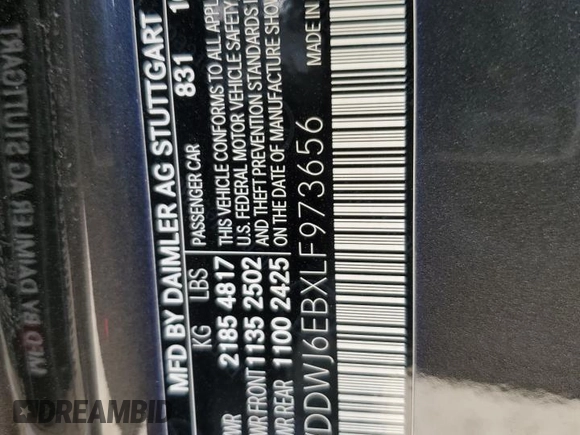 MFD BY DAIMLER AG STUTTGART
831
KG LBS PASSENGER CAR
2185 4817
FRONT 1135 2502
REAR 1100 2425
THIS VEHICLE CONFORMS TO ALL
U.S. FEDERAL MOTOR VEHICLE SAFETY
AND THEFT PREVENTION STANDARDS
ON THE DATE OF MANUFACTURE SHOW
DDWJ6EBXLF973656
MADE IN
DREAMBID